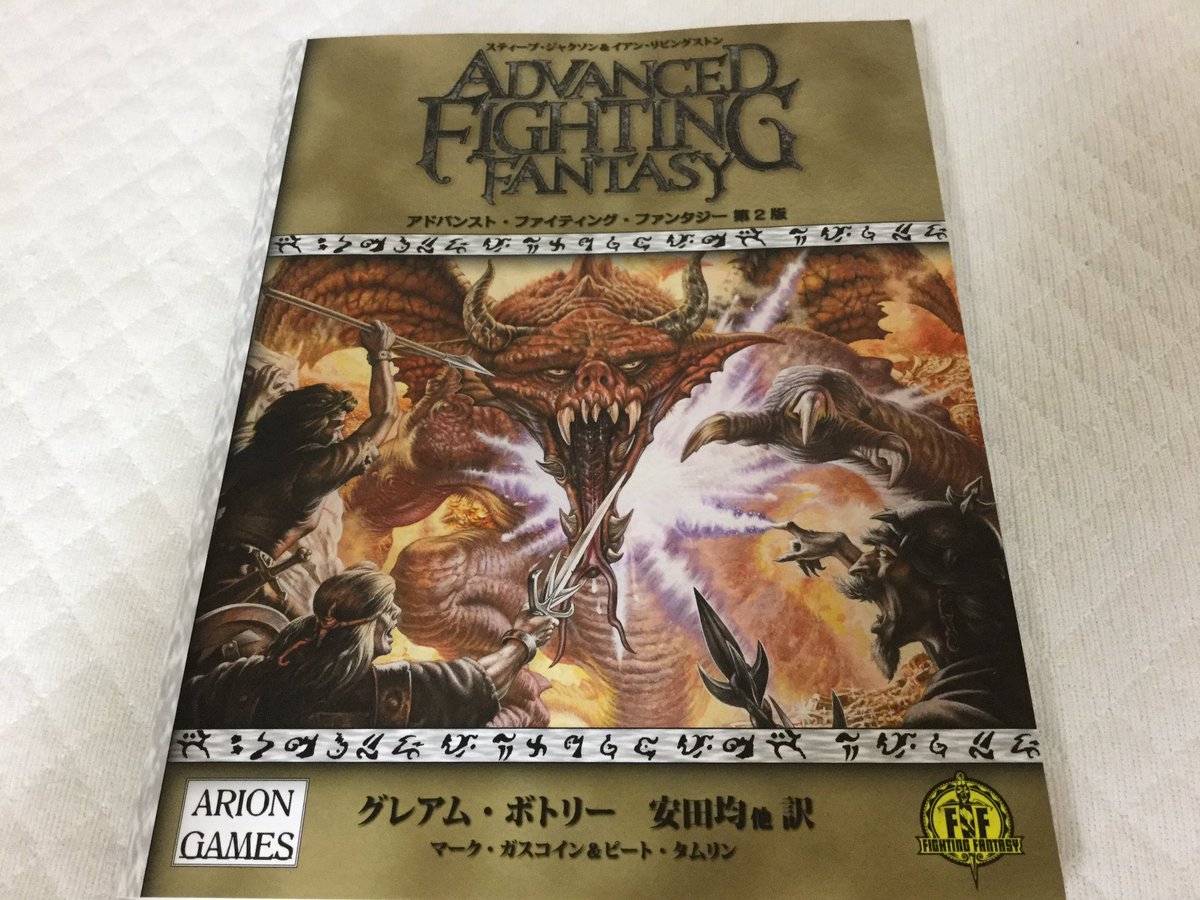 スティーブ・ジャクソン&イアン・リビングストン
ADVANCED
FIGHTING
FANTASY
アドバンスト・ファイティング・ファンタジー 第2版
ARION
GAMES
グレアム・ボトリー 安田均他 訳
マーク・ガスコイン&ピート・タムリン
FF
FIGHTING FANTASY